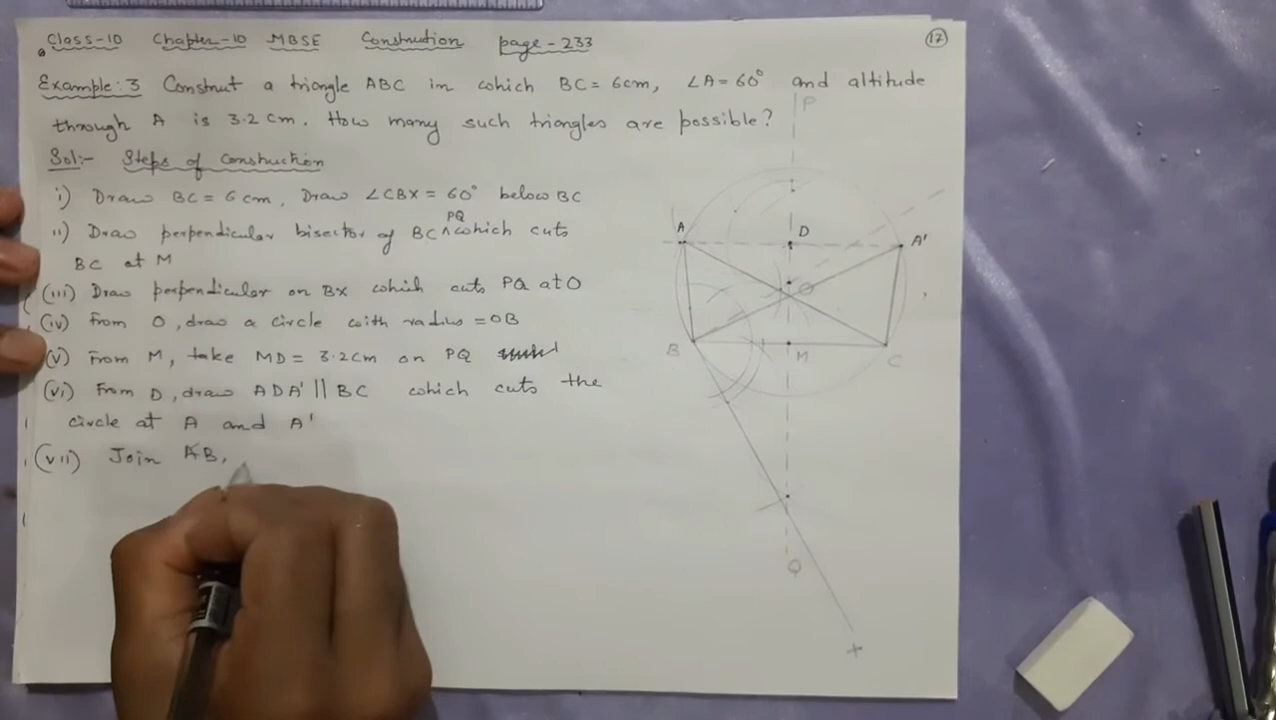 Class-10 Chapter-10 MBSE Construction page-233
17
Example:3 Construct a triangle ABC in which BC = 6cm, ∠A = 60° and altitude
through A is 3.2 cm. How many such triangles are possible?
Sol:- Steps of Construction
i) Draw BC = 6 cm, Draw ∠CBX = 60° below BC
ii) Draw perpendicular bisector of BC ^PQ which cuts
BC at M
(iii) Draw perpendicular on BX which cuts PQ at O
(iv) From O, draw a circle with radius = OB
(v) From M, take MD = 3.2cm on PQ
(vi) From D, draw ADA' || BC which cuts the
circle at A and A'
(vii) Join AB,
P
A
D
A'
O
B
M
C
Q